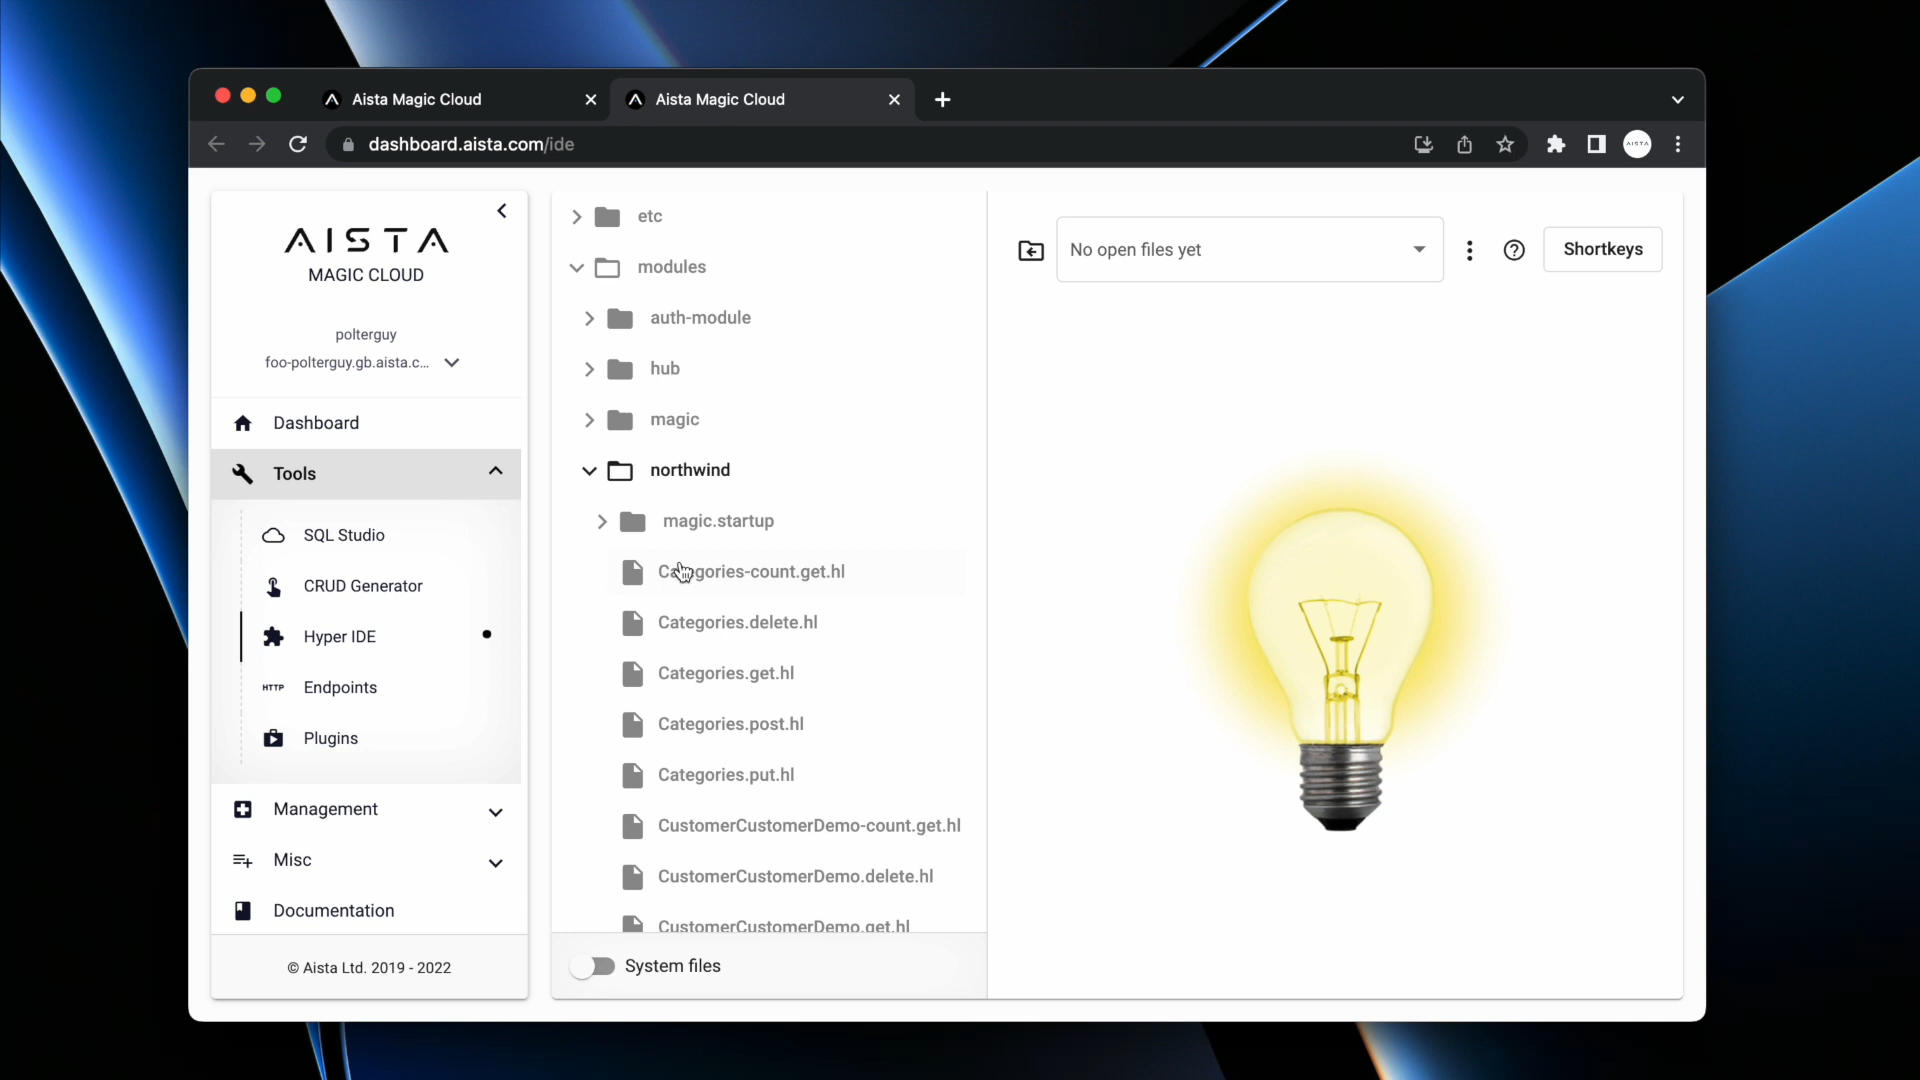 Aista Magic Cloud
Aista Magic Cloud
dashboard.aista.com/ide
AISTA
AISTA
MAGIC CLOUD
polterguy
foo-polterguy.gb.aista.c...
Dashboard
Tools
SQL Studio
CRUD Generator
Hyper IDE
HTTP Endpoints
Plugins
Management
Misc
Documentation
© Aista Ltd. 2019 - 2022
etc
modules
auth-module
hub
magic
northwind
magic.startup
Categories-count.get.hl
Categories.delete.hl
Categories.get.hl
Categories.post.hl
Categories.put.hl
CustomerCustomerDemo-count.get.hl
CustomerCustomerDemo.delete.hl
CustomerCustomerDemo.get.hl
System files
No open files yet
Shortkeys